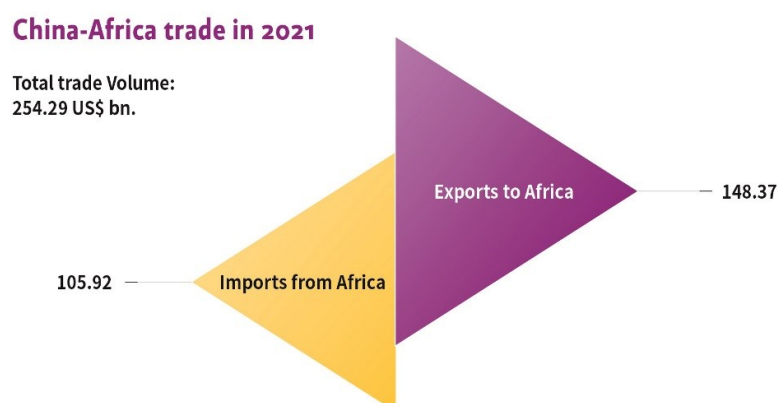 China-Africa trade in 2021
Total trade Volume:
254.29 US$ bn.
Exports to Africa
148.37
105.92
Imports from Africa